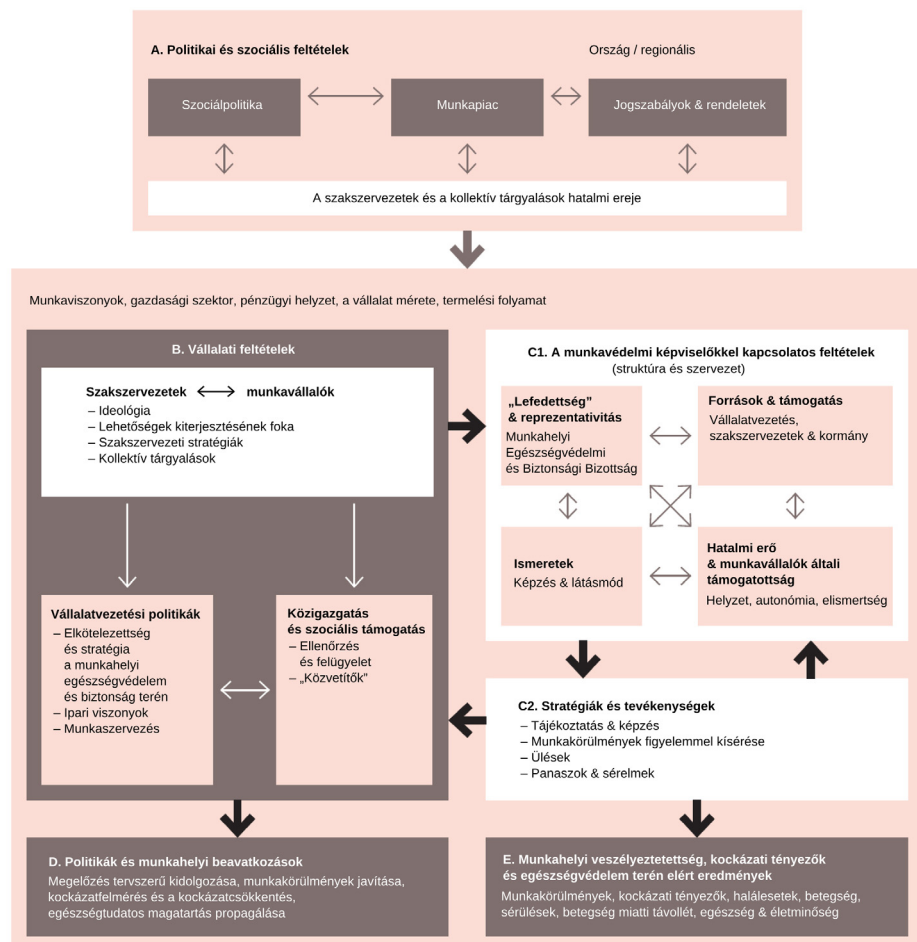 A. Politikai és szociális feltételek
Ország / regionális
Szociálpolitika
Munkapiac
Jogszabályok & rendeletek
A szakszervezetek és a kollektív tárgyalások hatalmi ereje
Munkaviszonyok, gazdasági szektor, pénzügyi helyzet, a vállalat mérete, termelési folyamat
B. Vállalati feltételek
Szakszervezetek
munkavállalók
– Ideológia
– Lehetőségek kiterjesztésének foka
– Szakszervezeti stratégiák
– Kollektív tárgyalások
Vállalatvezetési politikák
– Elkötelezettség
és stratégia
a munkahelyi
egészségvédelem
és biztonság terén
– Ipari viszonyok
– Munkaszervezés
Közigazgatás
és szociális támogatás
– Ellenőrzés
és felügyelet
– „Közvetítők”
C1. A munkavédelmi képviselőkkel kapcsolatos feltételek
(struktúra és szervezet)
„Lefedettség”
& reprezentativitás
Munkahelyi
Egészségvédelmi
és Biztonsági Bizottság
Források & támogatás
Vállalatvezetés,
szakszervezetek & kormány
Ismeretek
Képzés & látásmód
Hatalmi erő
& munkavállalók általi
támogatottság
Helyzet, autonómia, elismertség
C2. Stratégiák és tevékenységek
– Tájékoztatás & képzés
– Munkakörülmények figyelemmel kísérése
– Ülések
– Panaszok & sérelmek
D. Politikák és munkahelyi beavatkozások
Megelőzés tervszerű kidolgozása, munkakörülmények javítása,
kockázatfelmérés és a kockázatcsökkentés,
egészségtudatos magatartás propagálása
E. Munkahelyi veszélyeztetettség, kockázati tényezők
és egészségvédelem terén elért eredmények
Munkakörülmények, kockázati tényezők, halálesetek, betegség,
sérülések, betegség miatti távollét, egészség & életminőség